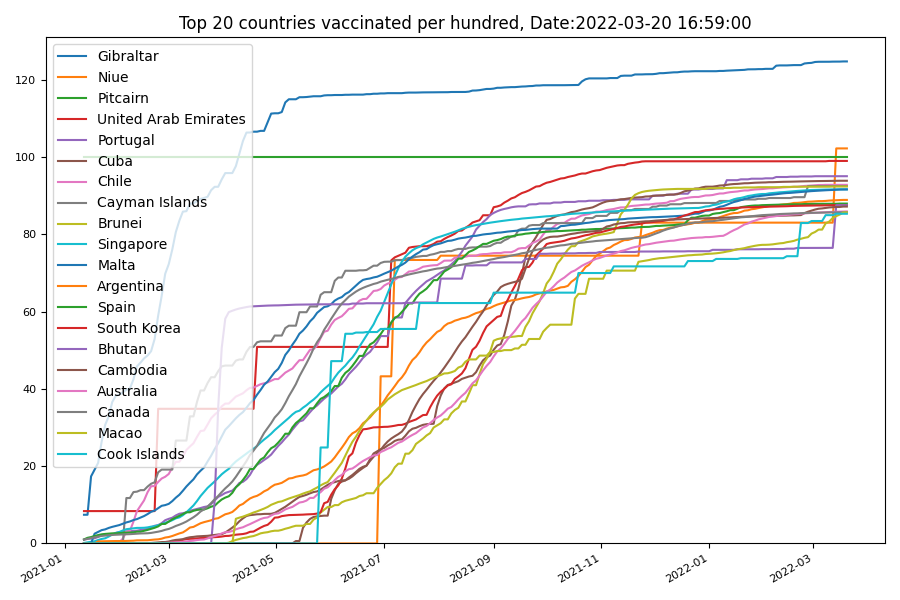 Top 20 countries vaccinated per hundred, Date:2022-03-20 16:59:00
Gibraltar
Niue
Pitcairn
United Arab Emirates
Portugal
Cuba
Chile
Cayman Islands
Brunei
Singapore
Malta
Argentina
Spain
South Korea
Bhutan
Cambodia
Australia
Canada
Macao
Cook Islands
120
100
80
60
40
20
0
2021-01
2021-03
2021-05
2021-07
2021-09
2021-11
2022-01
2022-03